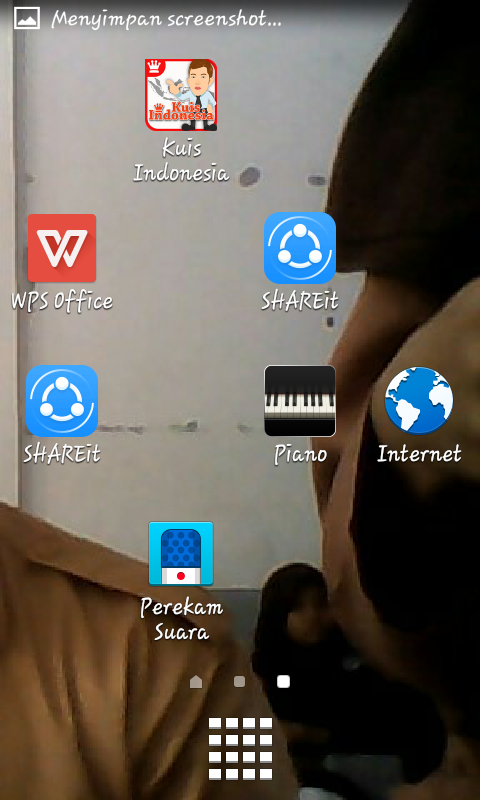 Menyimpan screenshot...
Kuis
Indonesia
Kuis
Indonesia
WPS Office
SHAREit
SHAREit
Piano
Internet
Perekam
Suara